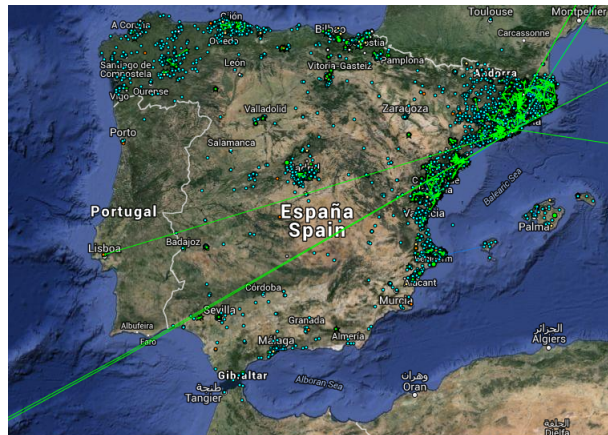 Toulouse
Montpellier
A Coruña
Gijón
Oviedo
Bilbao
Carcassonne
Santiago de
Compostela
León
Vitoria-Gasteiz
Pamplona
Andorra
Vigo
Ourense
Valladolid
Zaragoza
Porto
Salamanca
Portugal
España
Spain
Balearic Sea
Palma
Lisboa
Badajoz
Alacant
Córdoba
Murcia
Sevilla
Albufeira
Faro
Granada
Málaga
Almería
Gibraltar
طنجة
Tangier
Alboran Sea
وهران
Oran
الجزائر
Algiers
الجلفة
Djelfa